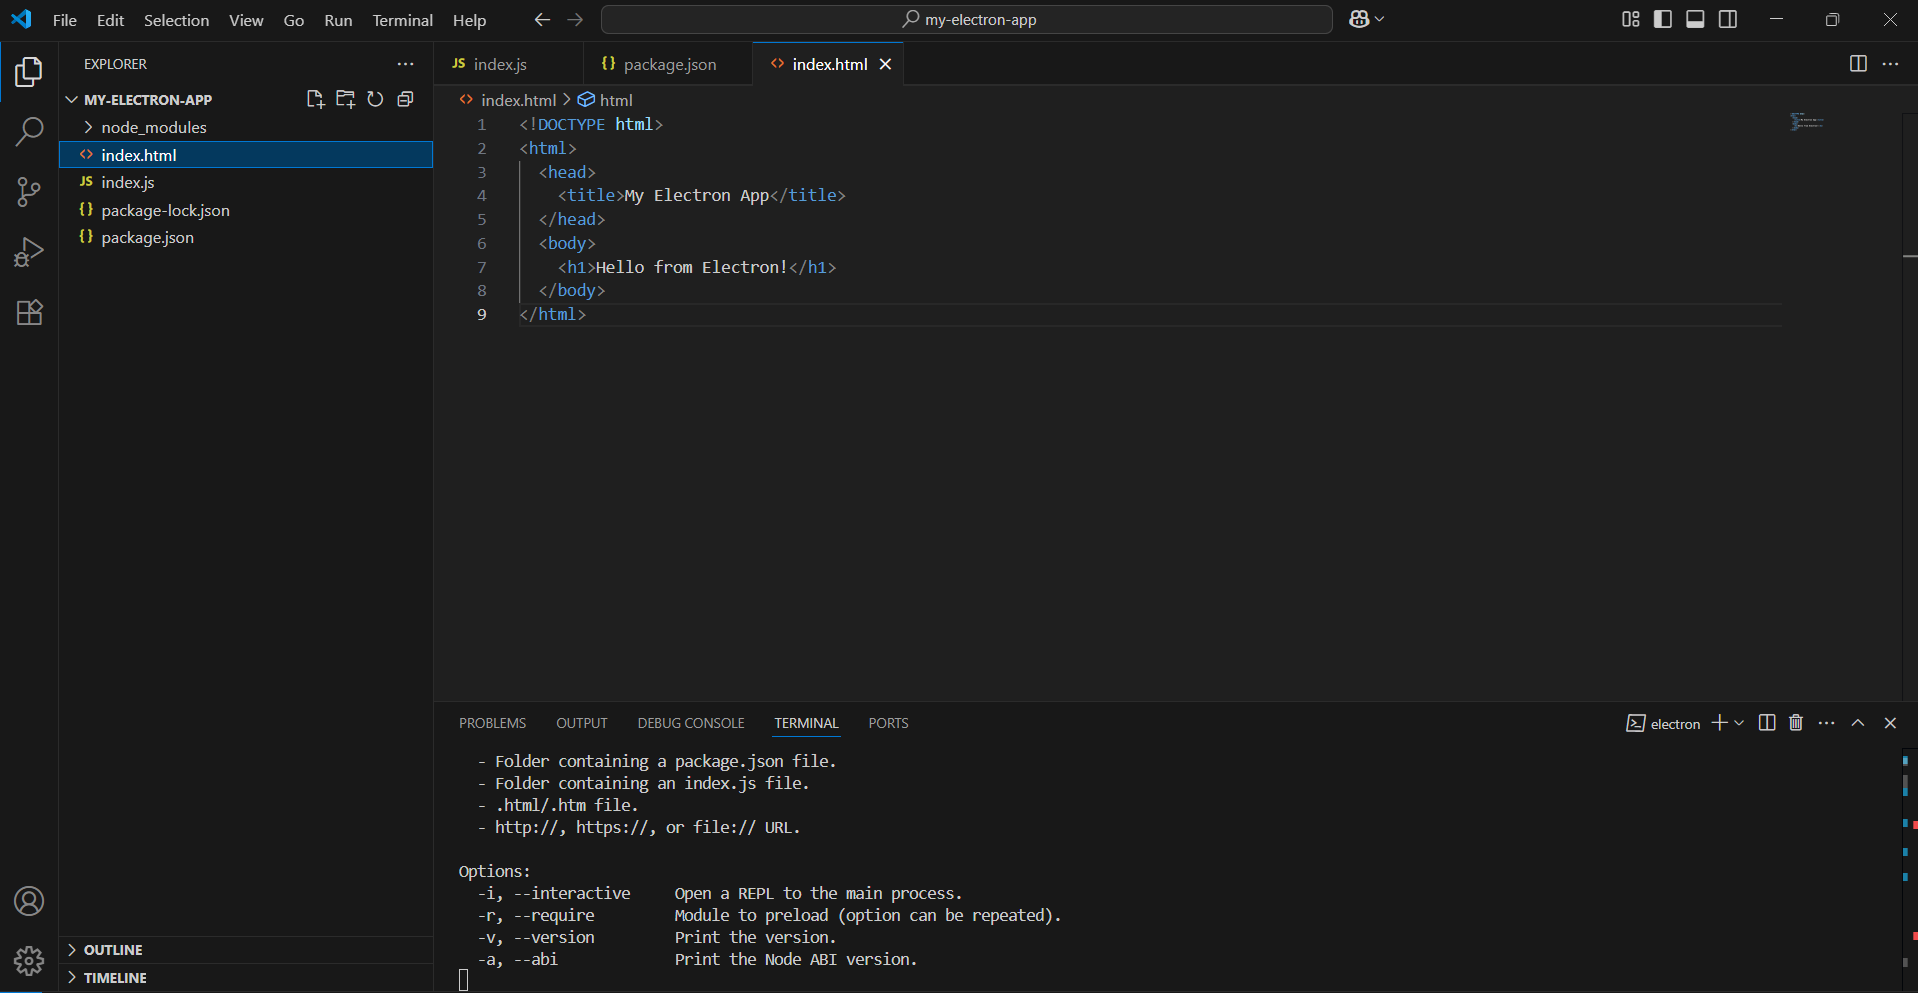 File Edit Selection View Go Run Terminal Help
my-electron-app
EXPLORER
MY-ELECTRON-APP
node_modules
index.html
index.js
package-lock.json
package.json
OUTLINE
TIMELINE
JS index.js
{} package.json
<> index.html
<> index.html > html
1 <!DOCTYPE html>
2 <html>
3 <head>
4 <title>My Electron App</title>
5 </head>
6 <body>
7 <h1>Hello from Electron!</h1>
8 </body>
9 </html>
PROBLEMS OUTPUT DEBUG CONSOLE TERMINAL PORTS
electron
- Folder containing a package.json file.
- Folder containing an index.js file.
- .html/.htm file.
- http://, https://, or file:// URL.
Options:
-i, --interactive Open a REPL to the main process.
-r, --require Module to preload (option can be repeated).
-v, --version Print the version.
-a, --abi Print the Node ABI version.